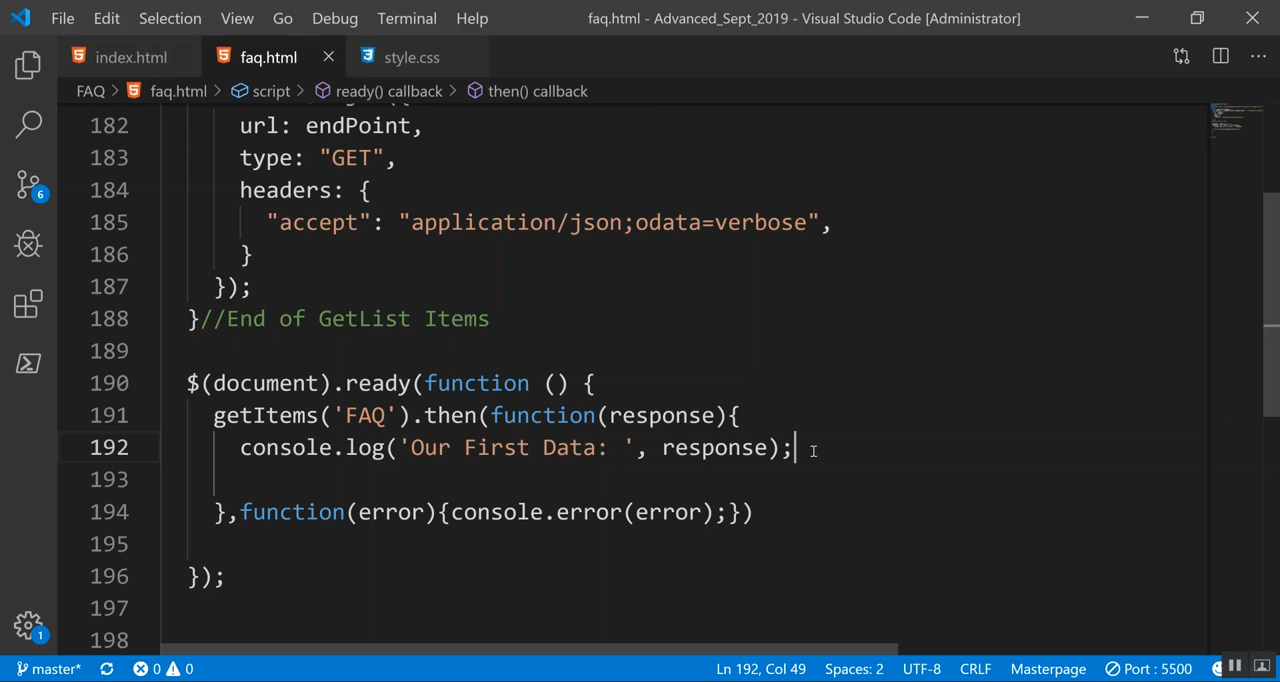 File Edit Selection View Go Debug Terminal Help faq.html - Advanced_Sept_2019 - Visual Studio Code [Administrator]
index.html faq.html style.css
FAQ > faq.html > script > ready() callback > then() callback
182 url: endPoint,
183 type: "GET",
184 headers: {
185 "accept": "application/json;odata=verbose",
186 }
187 });
188 }//End of GetList Items
189
190 $(document).ready(function () {
191 getItems('FAQ').then(function(response){
192 console.log('Our First Data: ', response);
193
194 },function(error){console.error(error);})
195
196 });
197
198
6
1
master* 0 0 Ln 192, Col 49 Spaces: 2 UTF-8 CRLF Masterpage Port : 5500